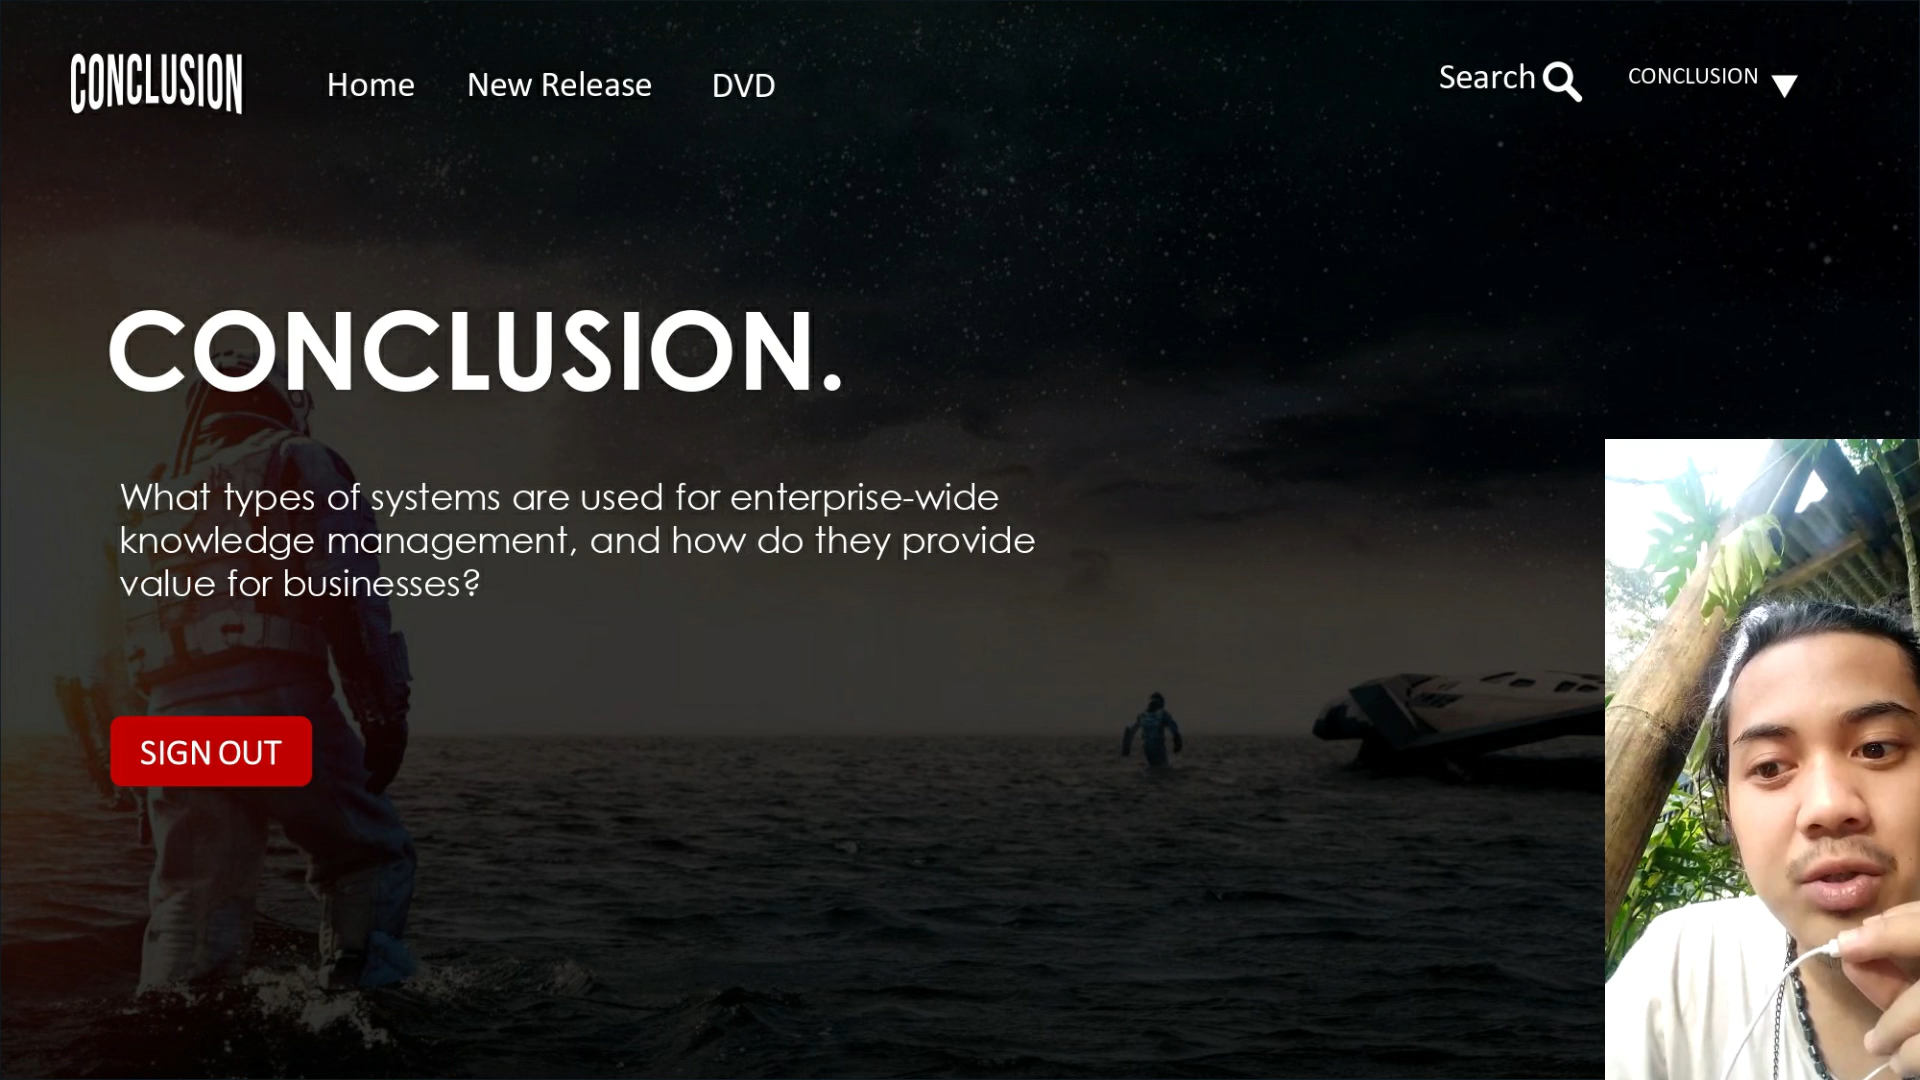 CONCLUSION
Home
New Release
DVD
Search
CONCLUSION
CONCLUSION.
What types of systems are used for enterprise-wide
knowledge management, and how do they provide
value for businesses?
SIGN OUT